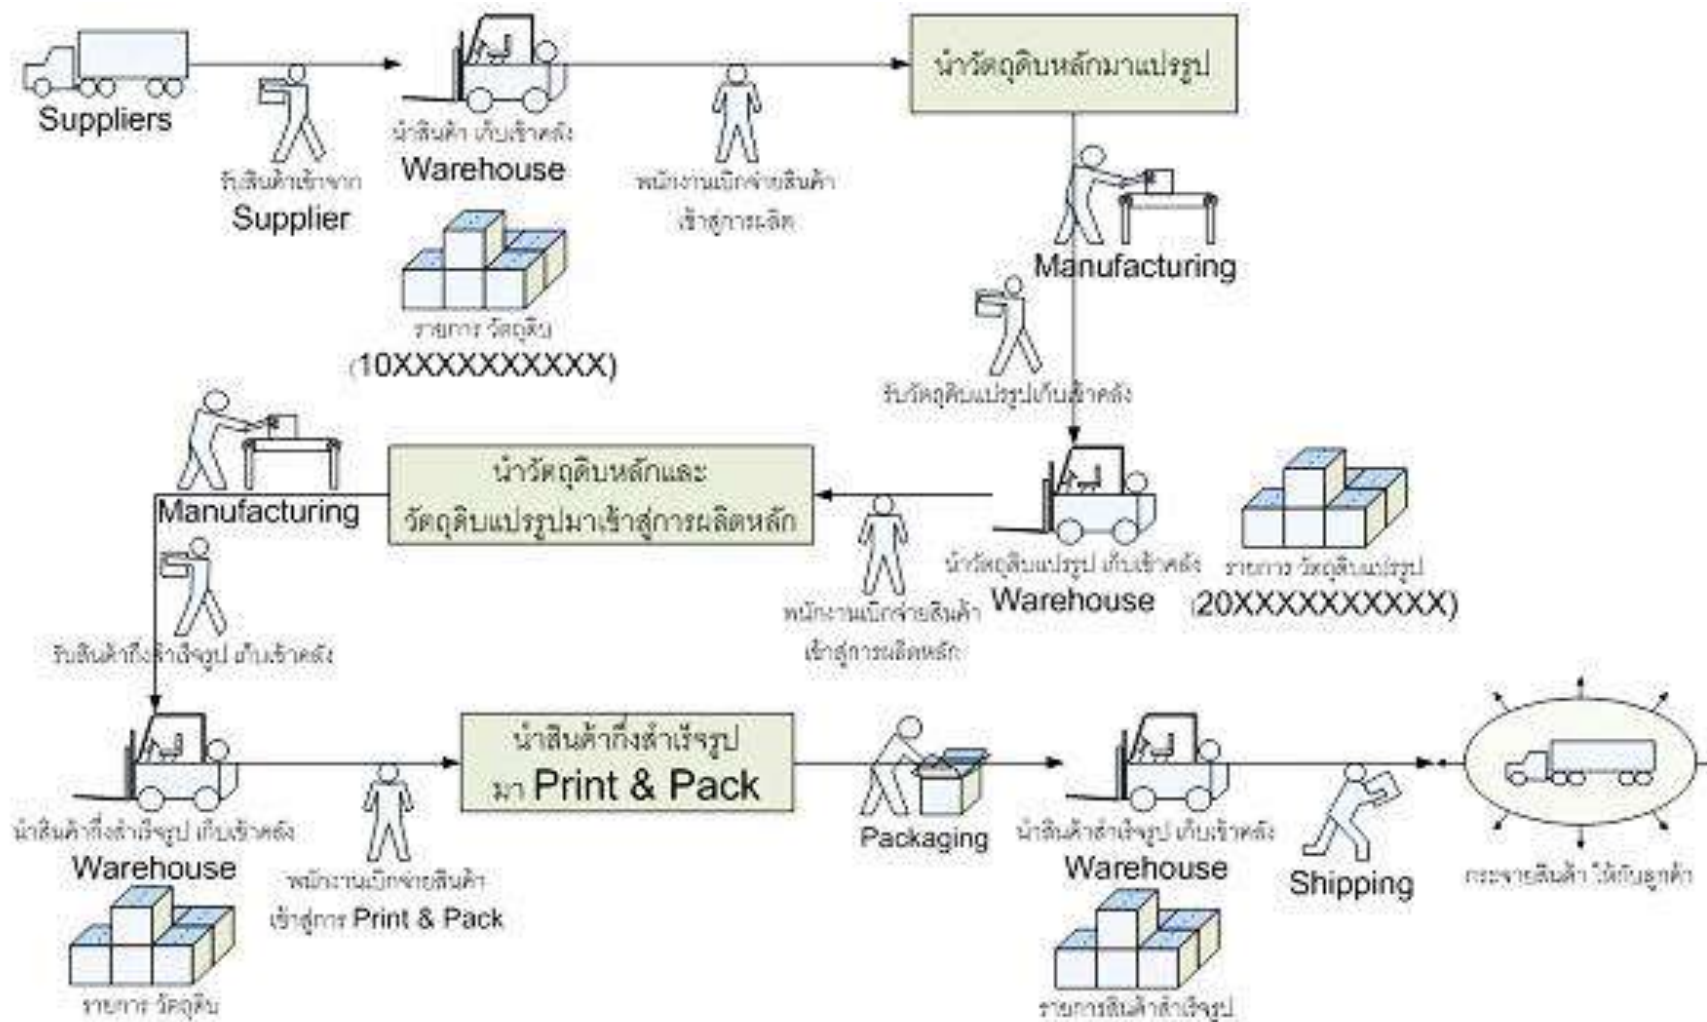 Suppliers
รับสินค้าเข้าจาก
Supplier
นำสินค้า เก็บเข้าคลัง
Warehouse
รายการ วัตถุดิบ
(10XXXXXXXXXX)
พนักงานเบิกจ่ายสินค้า
เข้าสู่การผลิต
นำวัตถุดิบหลักมาแปรรูป
Manufacturing
รับวัตถุดิบแปรรูปเก็บเข้าคลัง
นำวัตถุดิบแปรรูป เก็บเข้าคลัง
Warehouse
รายการ วัตถุดิบแปรรูป
(20XXXXXXXXXX)
พนักงานเบิกจ่ายสินค้า
เข้าสู่การผลิตหลัก
นำวัตถุดิบหลักและ
วัตถุดิบแปรรูปมาเข้าสู่การผลิตหลัก
Manufacturing
รับสินค้ากึ่งสำเร็จรูป เก็บเข้าคลัง
นำสินค้ากึ่งสำเร็จรูป เก็บเข้าคลัง
Warehouse
รายการ วัตถุดิบ
พนักงานเบิกจ่ายสินค้า
เข้าสู่การ Print & Pack
นำสินค้ากึ่งสำเร็จรูป
มา Print & Pack
Packaging
นำสินค้าสำเร็จรูป เก็บเข้าคลัง
Warehouse
รายการสินค้าสำเร็จรูป
Shipping
กระจายสินค้า ให้กับลูกค้า